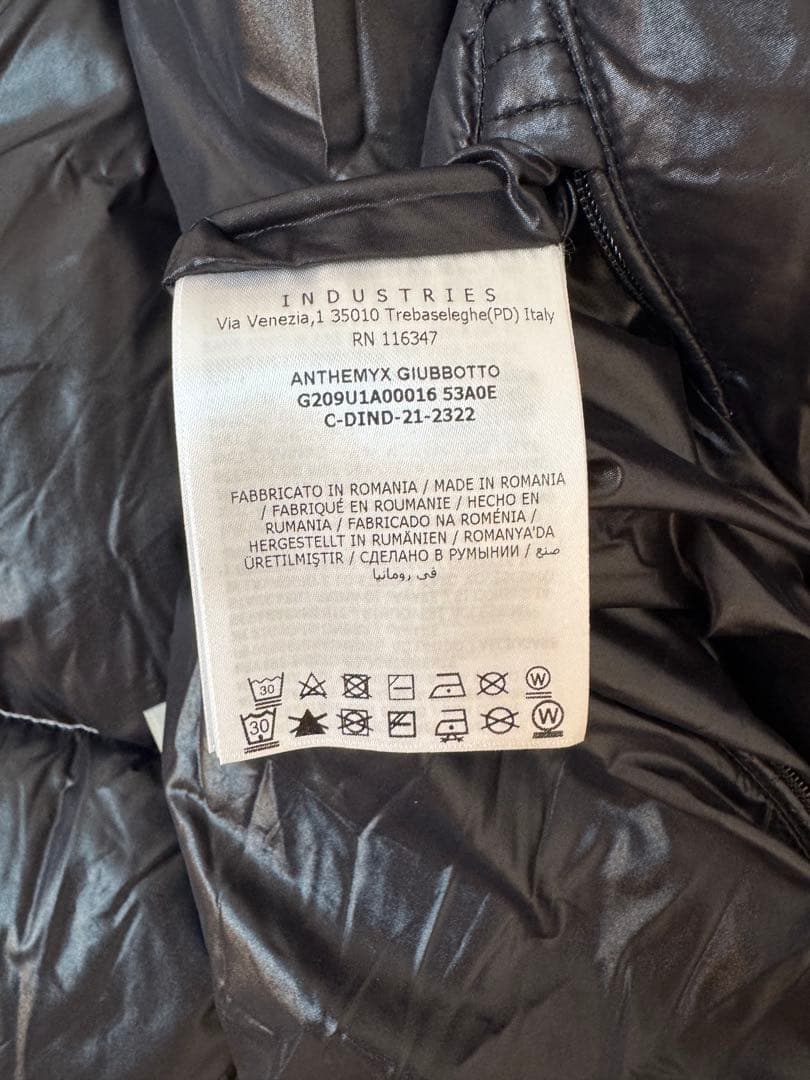 INDUSTRIES
Via Venezia,1 35010 Trebaseleghe(PD) Italy
RN 116347
ANTHEMYX GIUBBOTTO
G209U1A00016 53A0E
C-DIND-21-2322
FABBRICATO IN ROMANIA / MADE IN ROMANIA
/ FABRIQUÉ EN ROUMANIE / HECHO EN
RUMANIA / FABRICADO NA ROMÉNIA /
HERGESTELLT IN RUMÄNIEN / ROMANYA'DA
ÜRETILMIŞTIR / СДЕЛАНО В РУМЫНИИ / صنع
في رومانيا
30 W
30 W